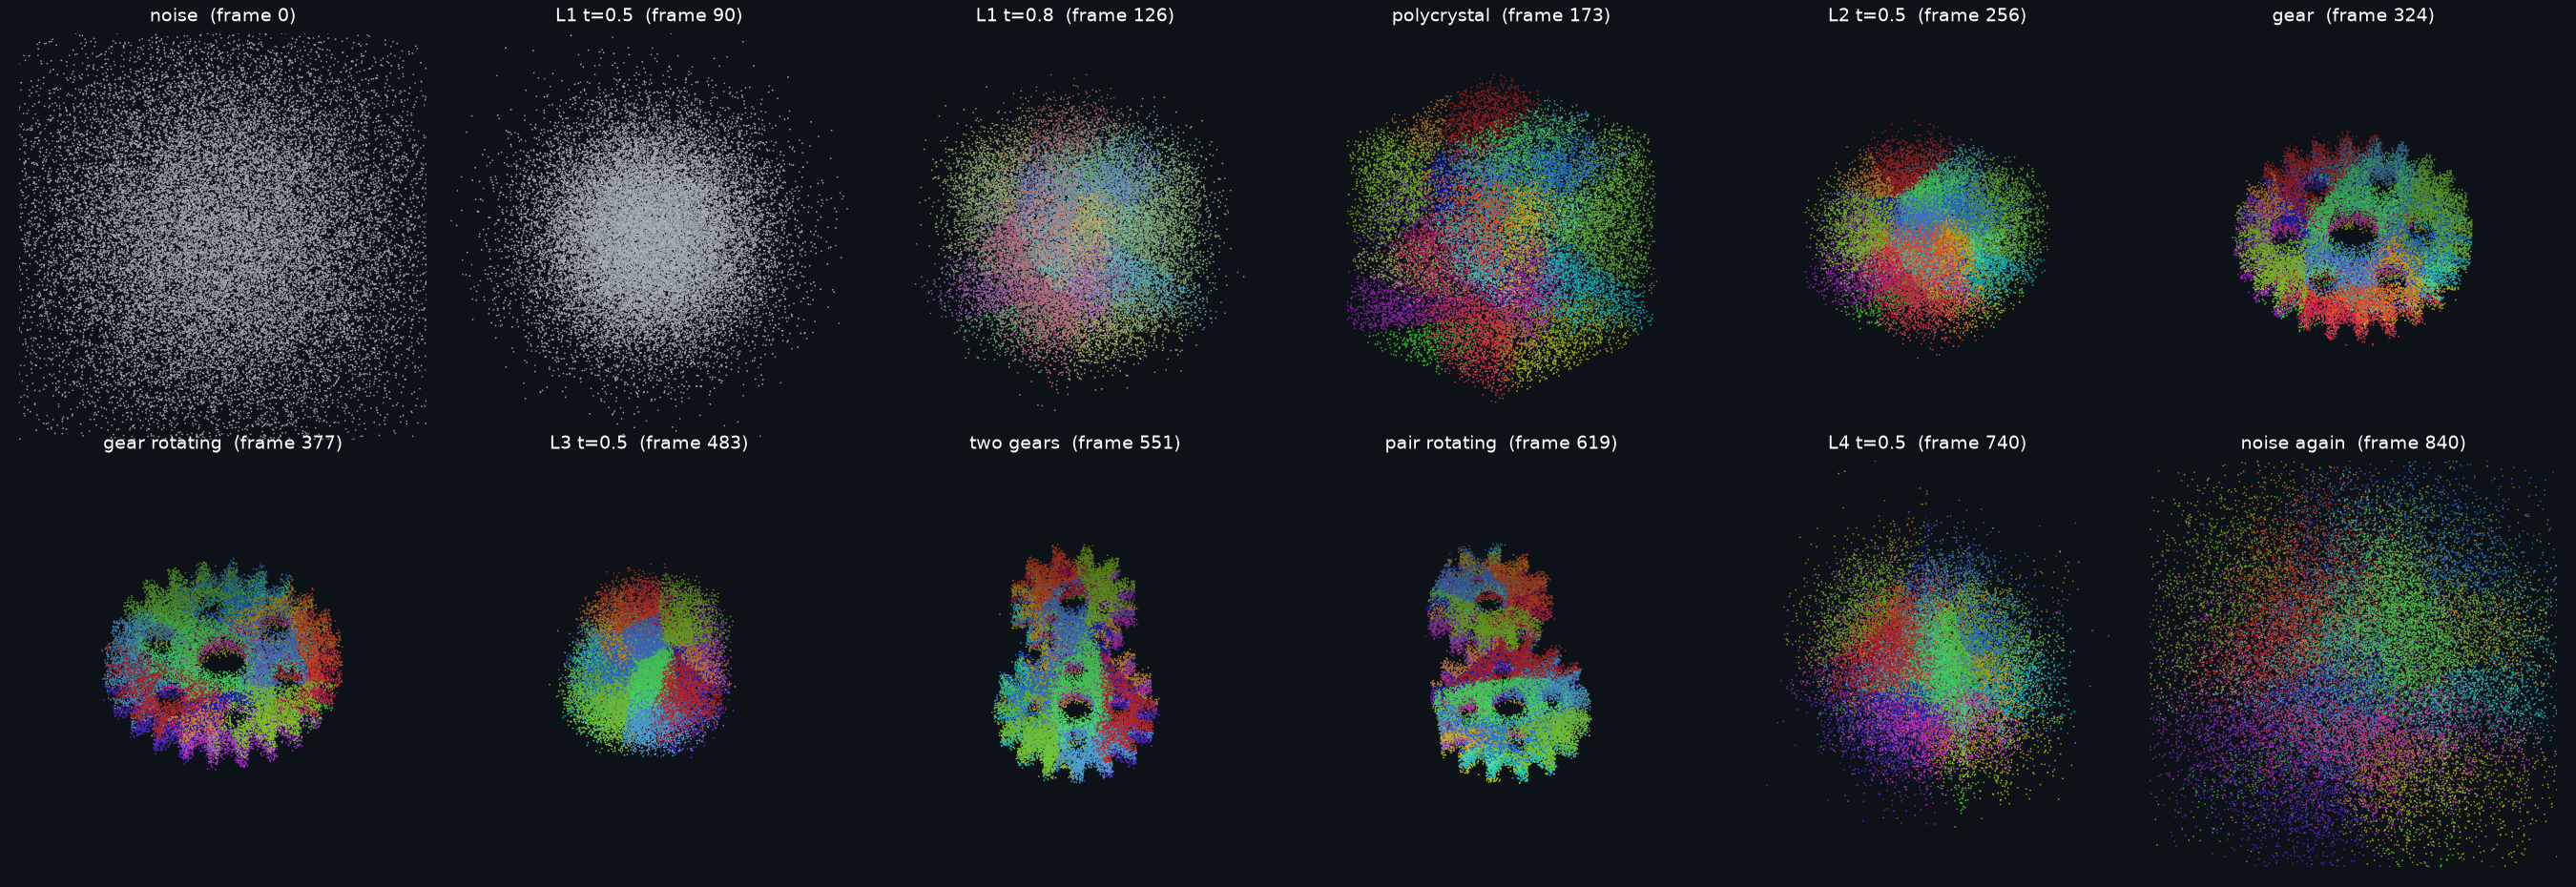 noise  (frame 0)
L1 t=0.5  (frame 90)
L1 t=0.8  (frame 126)
polycrystal  (frame 173)
L2 t=0.5  (frame 256)
gear  (frame 324)
gear rotating  (frame 377)
L3 t=0.5  (frame 483)
two gears  (frame 551)
pair rotating  (frame 619)
L4 t=0.5  (frame 740)
noise again  (frame 840)